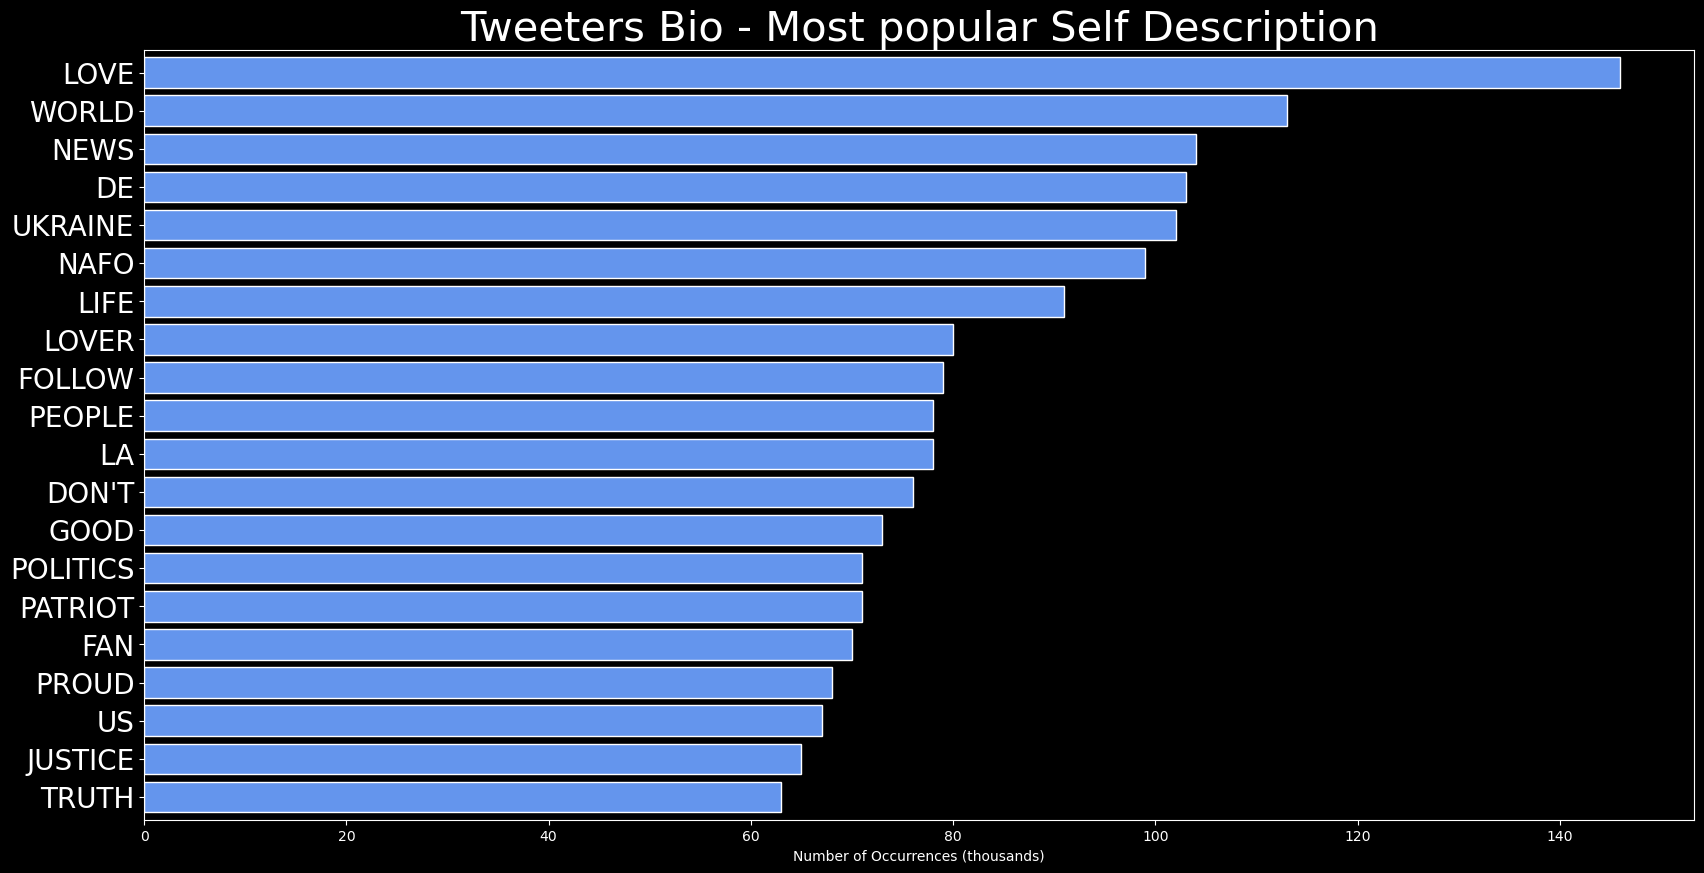 Tweeters Bio - Most popular Self Description
LOVE
WORLD
NEWS
DE
UKRAINE
NAFO
LIFE
LOVER
FOLLOW
PEOPLE
LA
DON'T
GOOD
POLITICS
PATRIOT
FAN
PROUD
US
JUSTICE
TRUTH
0 20 40 60 80 100 120 140
Number of Occurrences (thousands)